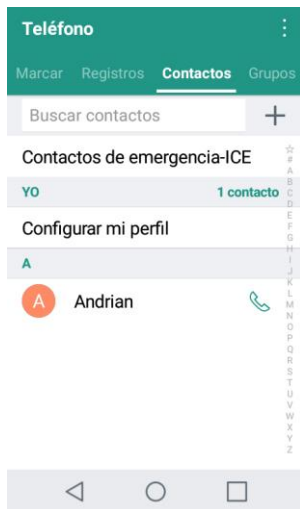 Teléfono
Marcar Registros Contactos Grupos
Buscar contactos
Contactos de emergencia-ICE
YO 1 contacto
Configurar mi perfil
A
A Andrian
☆
#
A
B
C
D
E
F
G
H
I
J
K
L
M
N
O
P
Q
R
S
T
U
V
W
X
Y
Z